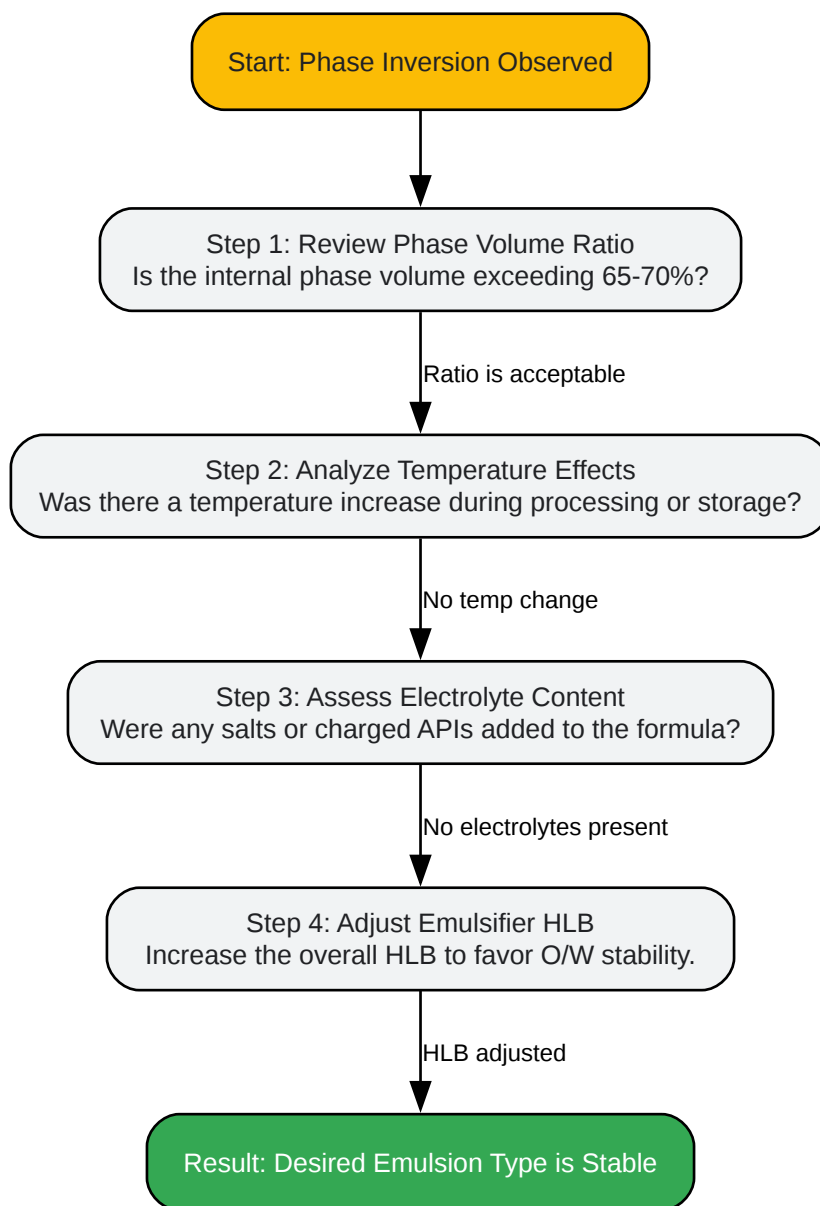 Start: Phase Inversion Observed
Step 1: Review Phase Volume Ratio
Is the internal phase volume exceeding 65-70%?
Ratio is acceptable
Step 2: Analyze Temperature Effects
Was there a temperature increase during processing or storage?
No temp change
Step 3: Assess Electrolyte Content
Were any salts or charged APIs added to the formula?
No electrolytes present
Step 4: Adjust Emulsifier HLB
Increase the overall HLB to favor O/W stability.
HLB adjusted
Result: Desired Emulsion Type is Stable